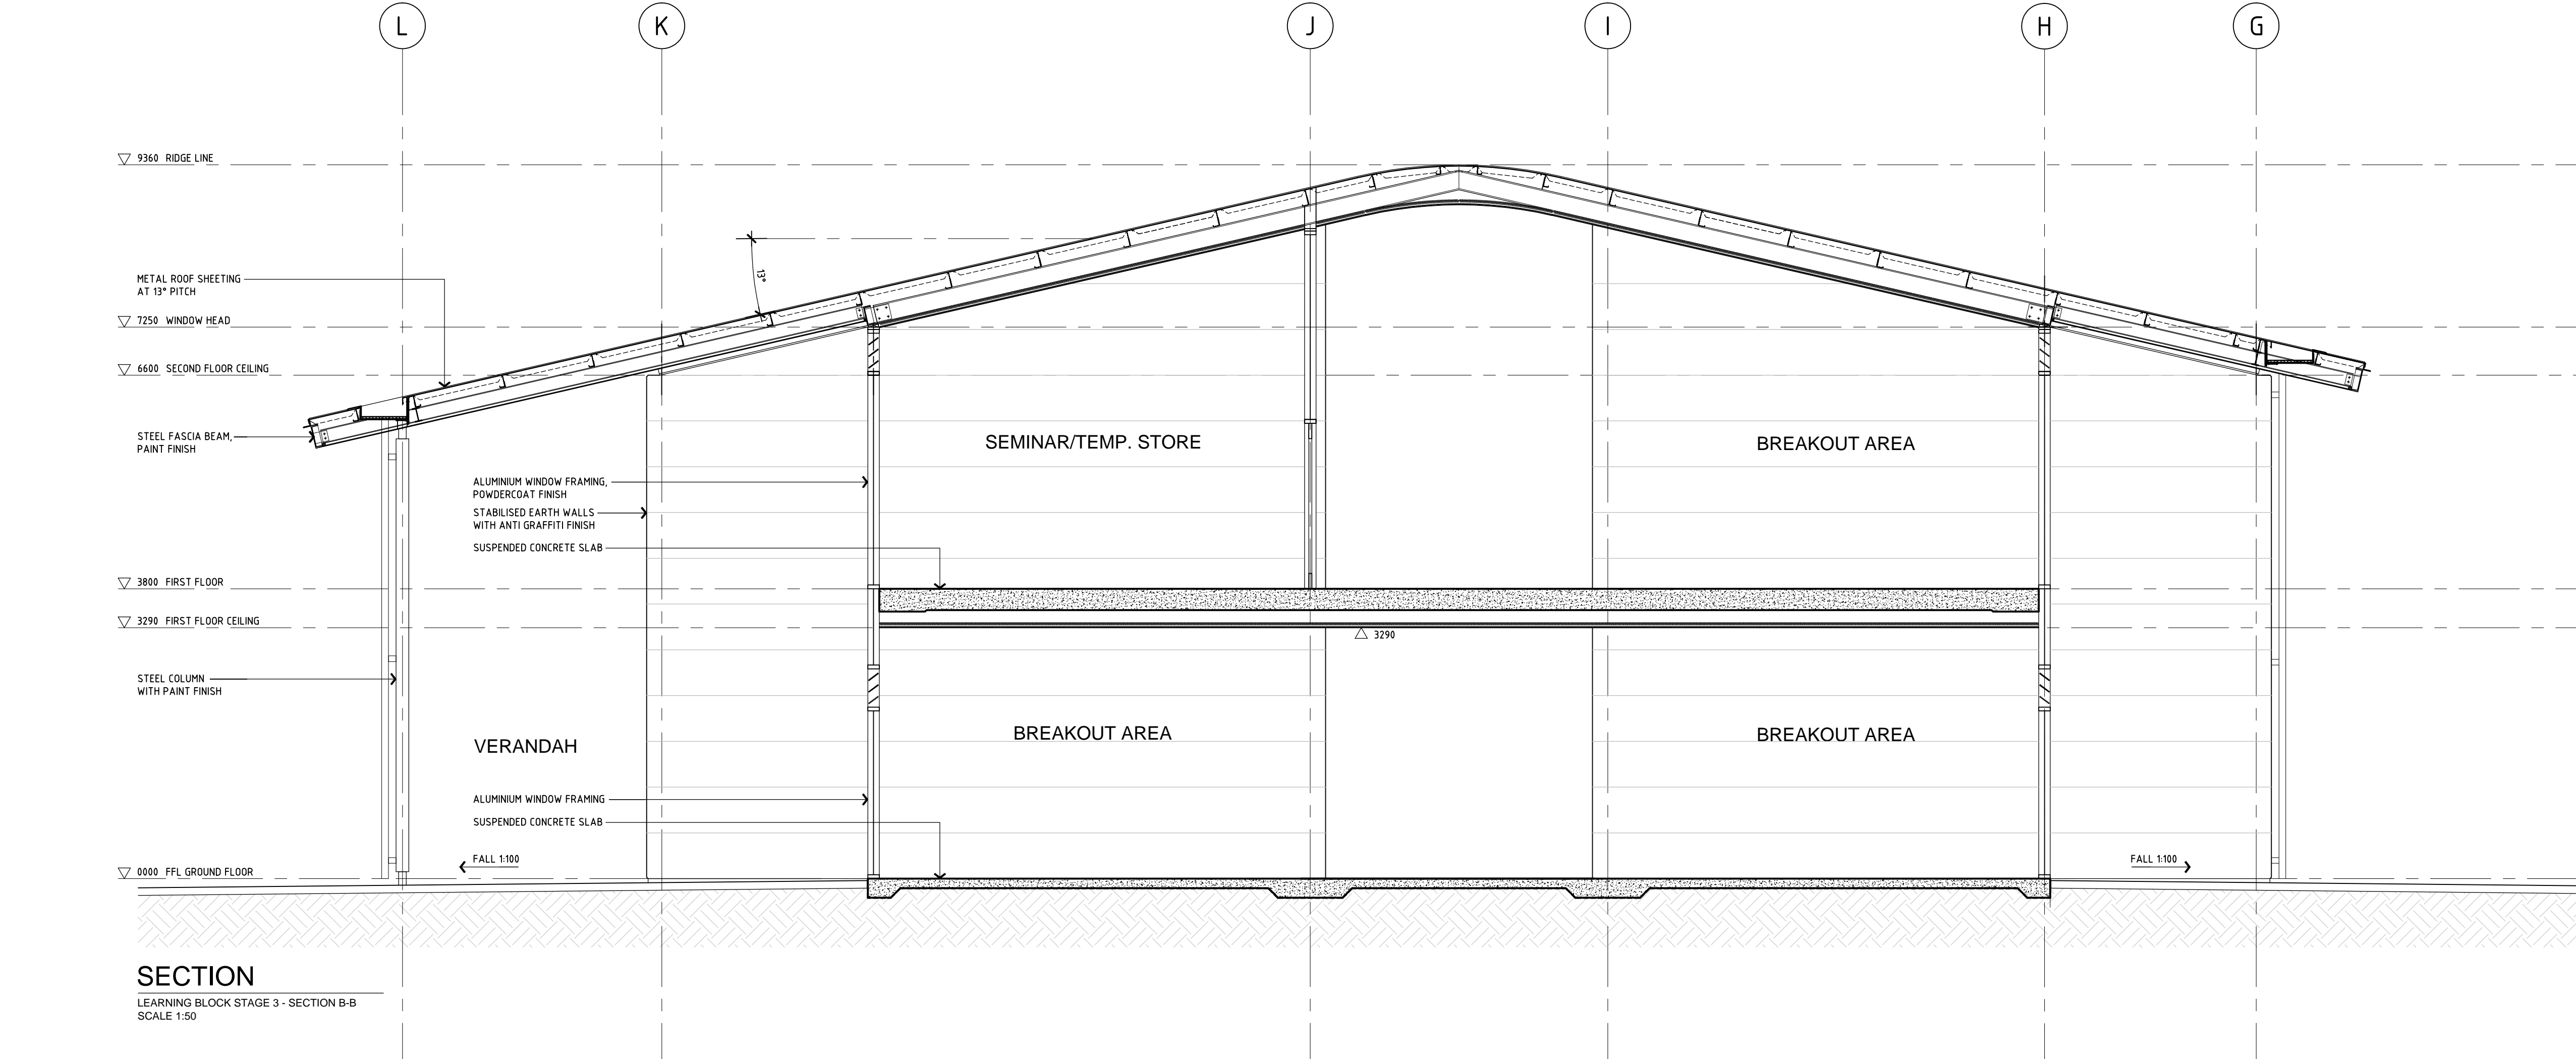 L
K
J
I
H
G
9360 RIDGE LINE
13°
METAL ROOF SHEETING
AT 13° PITCH
7250 WINDOW HEAD
6600 SECOND FLOOR CEILING
STEEL FASCIA BEAM,
PAINT FINISH
SEMINAR/TEMP. STORE
BREAKOUT AREA
ALUMINIUM WINDOW FRAMING,
POWDERCOAT FINISH
STABILISED EARTH WALLS
WITH ANTI GRAFFITI FINISH
SUSPENDED CONCRETE SLAB
3800 FIRST FLOOR
3290 FIRST FLOOR CEILING
3290
STEEL COLUMN
WITH PAINT FINISH
VERANDAH
BREAKOUT AREA
BREAKOUT AREA
ALUMINIUM WINDOW FRAMING
SUSPENDED CONCRETE SLAB
FALL 1:100
FALL 1:100
0000 FFL GROUND FLOOR
SECTION
LEARNING BLOCK STAGE 3 - SECTION B-B
SCALE 1:50